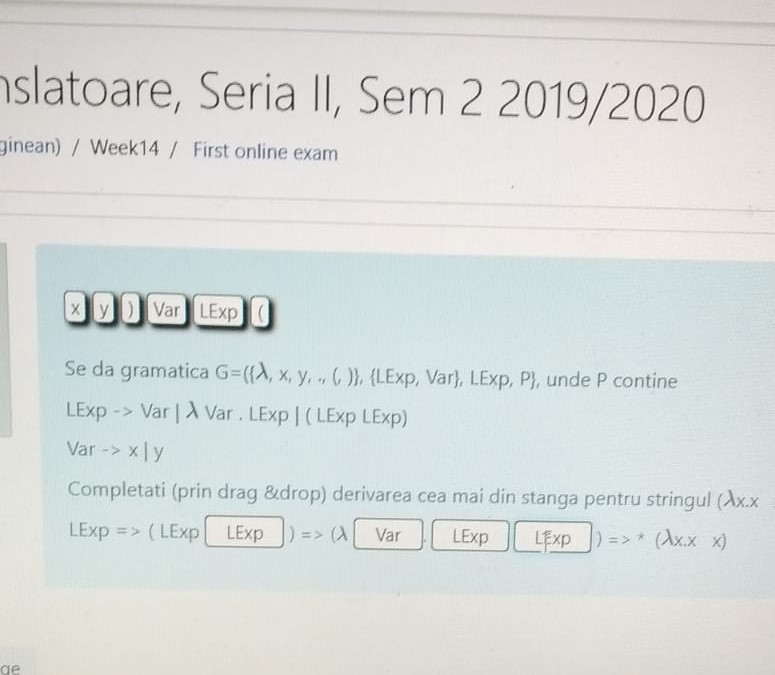 nslatoare, Seria II, Sem 2 2019/2020
ginean) / Week14 / First online exam
x y ) Var LExp (
Se da gramatica G=({λ, x, y, ., (, )}, {LExp, Var}, LExp, P}, unde P contine
LExp -> Var | λ Var . LExp | ( LExp LExp)
Var -> x | y
Completati (prin drag &drop) derivarea cea mai din stanga pentru stringul (λx.x
LExp => ( LExp LExp ) => (λ Var . LExp LExp ) => * (λx.x x)
ge